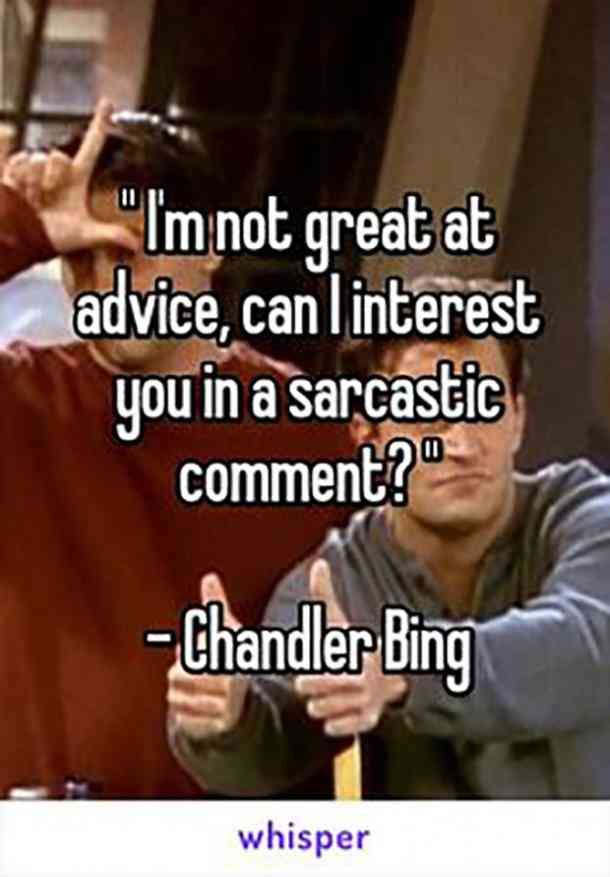 " I'm not great at
advice, can I interest
you in a sarcastic
comment? "
- Chandler Bing
whisper